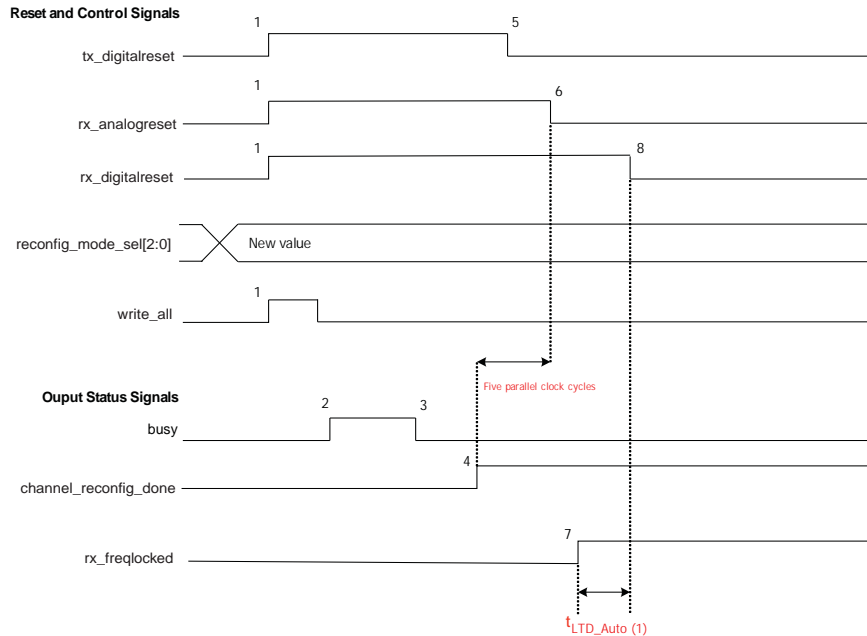 Reset and Control Signals
1
5
tx_digitalreset
1
6
rx_analogreset
1
8
rx_digitalreset
reconfig_mode_sel[2:0]
New value
1
write_all
Five parallel clock cycles
Ouput Status Signals
2
3
busy
4
channel_reconfig_done
7
rx_freqlocked
tLTD_Auto (1)